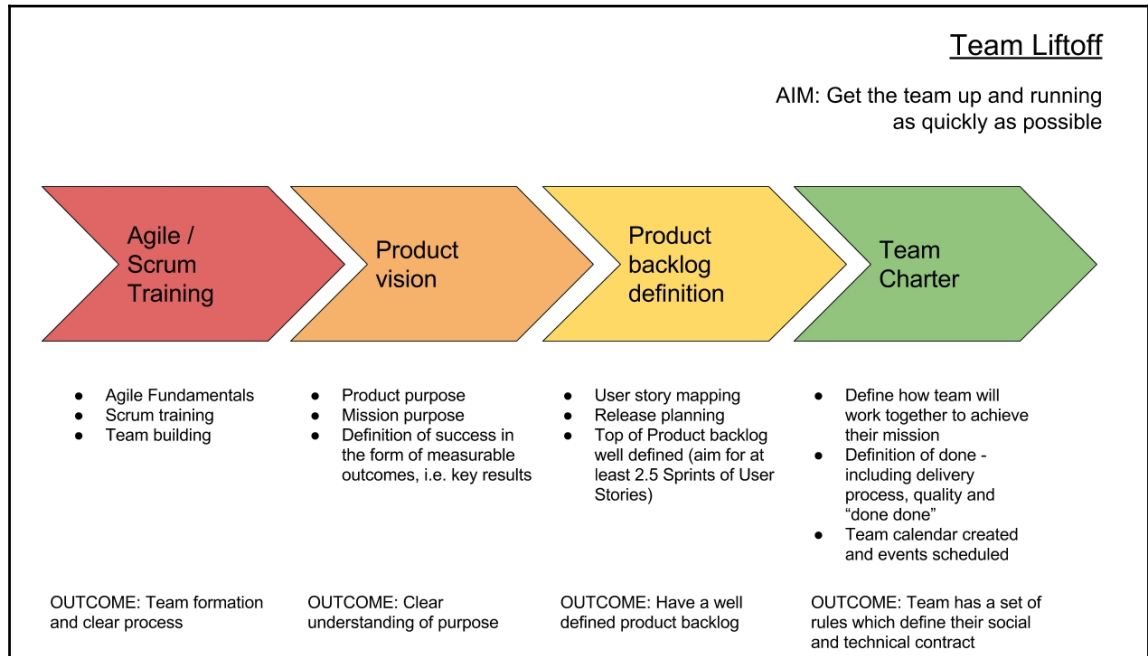 Team Liftoff
AIM: Get the team up and running
as quickly as possible
Agile /
Scrum
Training
Product
vision
Product
backlog
definition
Team
Charter
● Agile Fundamentals
● Scrum training
● Team building
● Product purpose
● Mission purpose
● Definition of success in
the form of measurable
outcomes, i.e. key results
● User story mapping
● Release planning
● Top of Product backlog
well defined (aim for at
least 2.5 Sprints of User
Stories)
● Define how team will
work together to achieve
their mission
● Definition of done -
including delivery
process, quality and
“done done”
● Team calendar created
and events scheduled
OUTCOME: Team formation
and clear process
OUTCOME: Clear
understanding of purpose
OUTCOME: Have a well
defined product backlog
OUTCOME: Team has a set of
rules which define their social
and technical contract